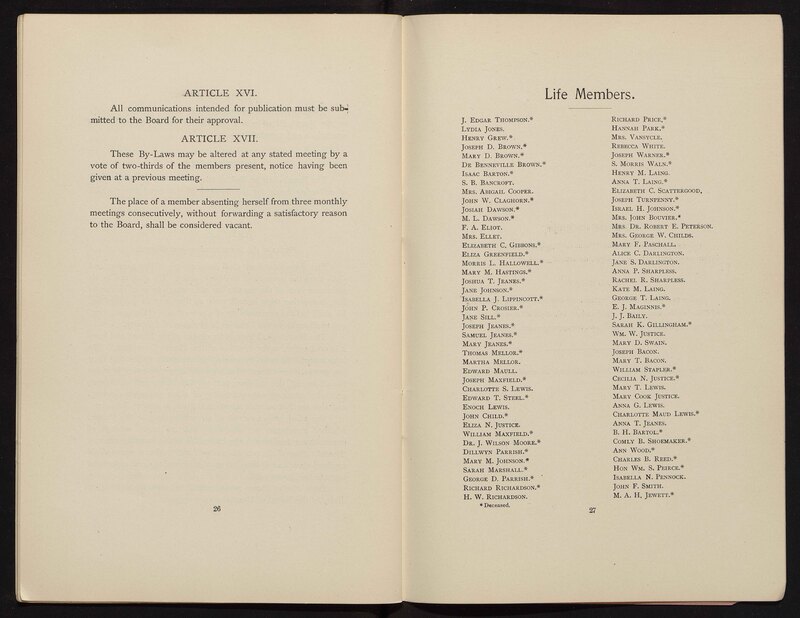 ARTICLE XVI.
All communications intended for publication must be sub-
mitted to the Board for their approval.
ARTICLE XVII.
These By-Laws may be altered at any stated meeting by a
vote of two-thirds of the members present, notice having been
given at a previous meeting.
The place of a member absenting herself from three monthly
meetings consecutively, without forwarding a satisfactory reason
to the Board, shall be considered vacant.
26
Life Members.
J. Edgar Thompson.*
Lydia Jones.
Henry Grew.*
Joseph D. Brown.*
Mary D. Brown.*
De Benneville Brown.*
Isaac Barton.*
S. B. Bancroft.
Mrs. Abigail Cooper.
John W. Claghorn.*
Josiah Dawson.*
M. L. Dawson.*
F. A. Eliot.
Mrs. Ellet.
Elizabeth C. Gibbons.*
Eliza Greenfield.*
Morris L. Hallowell.*
Mary M. Hastings.*
Joshua T. Jeanes.*
Jane Johnson.*
Isabella J. Lippincott.*
John P. Crosier.*
Jane Sill.*
Joseph Jeanes.*
Samuel Jeanes.*
Mary Jeanes.*
Thomas Mellor.*
Martha Mellor.
Edward Maull.
Joseph Maxfield.*
Charlotte S. Lewis.
Edward T. Steel.*
Enoch Lewis.
John Child.*
Eliza N. Justice.
William Maxfield.*
Dr. J. Wilson Moore.*
Dillwyn Parrish.*
Mary M. Johnson.*
Sarah Marshall.*
George D. Parrish.*
Richard Richardson.*
H. W. Richardson.
* Deceased.
Richard Price.*
Hannah Park.*
Mrs. Vansycle.
Rebecca White.
Joseph Warner.*
S. Morris Waln.*
Henry M. Laing.
Anna T. Laing.*
Elizabeth C. Scattergood,
Joseph Turnpenny.*
Israel H. Johnson.*
Mrs. John Bouvier.*
Mrs Dr. Robert E. Peterson.
Mrs. George W. Childs.
Mary F. Paschall.
Alice C. Darlington.
Jane S. Darlington.
Anna P. Sharpless.
Rachel R. Sharpless.
Kate M. Laing.
George T. Laing.
E. J. Maginnis.*
J. J. Baily.
Sarah K. Gillingham.*
Wm. W. Justice.
Mary D. Swain.
Joseph Bacon.
Mary T. Bacon.
William Stapler.*
Cecilia N. Justice.*
Mary T. Lewis.
Mary Cook Justice.
Anna G. Lewis.
Charlotte Maud Lewis.*
Anna T. Jeanes.
B. H. Bartol.*
Comly B. Shoemaker.*
Ann Wood.*
Charles B. Reed.*
Hon Wm. S. Peirce.*
Isabella N. Pennock.
John F. Smith.
M. A. H. Jewett.*
27